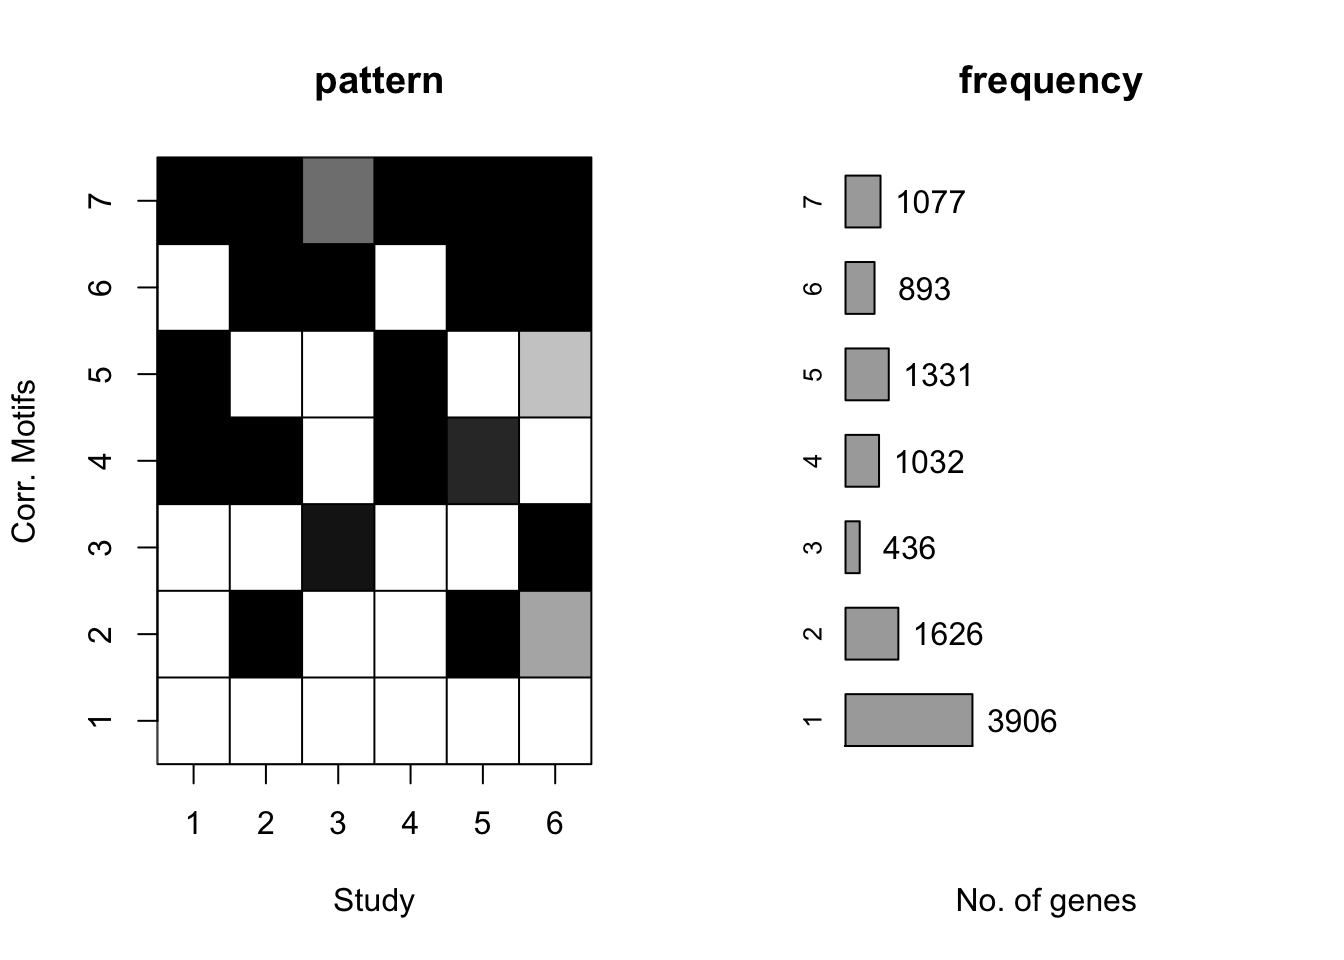 pattern
Corr. Motifs
7
6
5
4
3
2
1
1 2 3 4 5 6
Study
frequency
7 1077
6 893
5 1331
4 1032
3 436
2 1626
1 3906
No. of genes